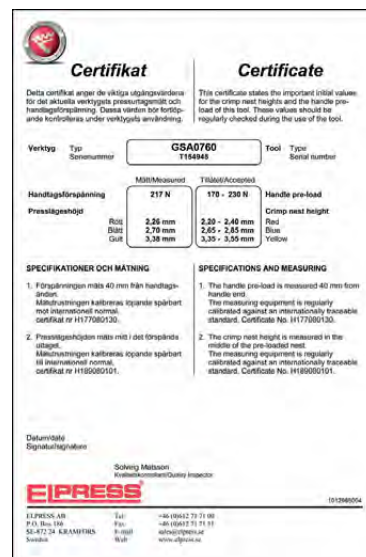 Certifikat
Certificate
Detta certifikat anger de viktiga utgångsvärdena
för det aktuella verktygets pressurtagsmått och
handtagsförspänning. Dessa värden bör fortlöp-
ande kontrolleras under verktygets användning.
This certificate states the important initial values
for the crimp nest heights and the handle pre-
load of this tool. These values should be
regularly checked during the use of the tool.
Verktyg Typ GSA0760 Tool Type
Serienummer T154945 Serial number
Mått/Measured Tillåtet/Accepted
Handtagsförspänning 217 N 170 - 230 N Handle pre-load
Presslägeshöjd Crimp nest height
Rött 2,26 mm 2,20 - 2,40 mm Red
Blått 2,70 mm 2,65 - 2,85 mm Blue
Gult 3,38 mm 3,35 - 3,55 mm Yellow
SPECIFIKATIONER OCH MÄTNING
1. Förspänningen mäts 40 mm från handtags-
änden.
Mätutrustningen kalibreras löpande spårbart
mot internationell normal.
certifikat nr H177080130.
2. Presslägeshöjden mäts mitt i det förspända
uttaget.
Mätutrustningen kalibreras löpande spårbart
till internationell normal.
certifikat nr H189080101.
SPECIFICATIONS AND MEASURING
1. The handle pre-load is measured 40 mm from
handle end.
The measuring equipment is regularly
calibrated against an internationally traceable
standard. Certificate No. H177080130.
2. The crimp nest height is measured in the
middle of the pre-loaded nest.
The measuring equipment is regularly
calibrated against an internationally traceable
standard. Certificate No. H189080101.
Datum/date
Signatur/signature
Solveig Matsson
Kvalitetskontrollant/Quality Inspector
ELPRESS
ELPRESS AB Tel: +46 (0)612 71 71 00
P.O. Box 186 Fax: +46 (0)612 71 71 51
SE-872 24 KRAMFORS E-mail sales@elpress.se
Sweden Web www.elpress.se